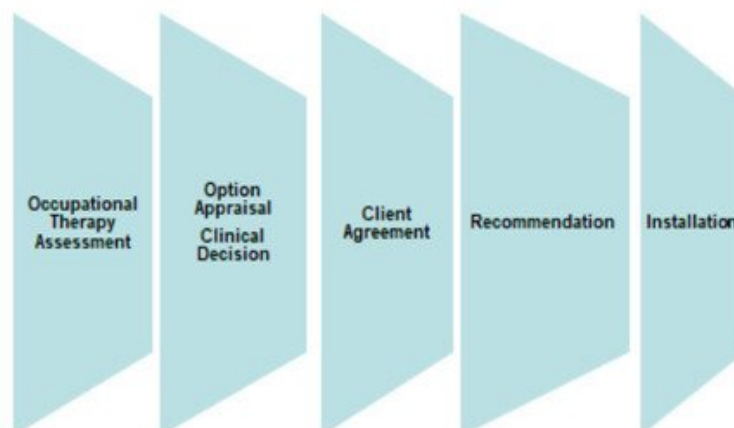 Occupational
Therapy
Assessment
Option
Appraisal
Clinical
Decision
Client
Agreement
Recommendation
Installation